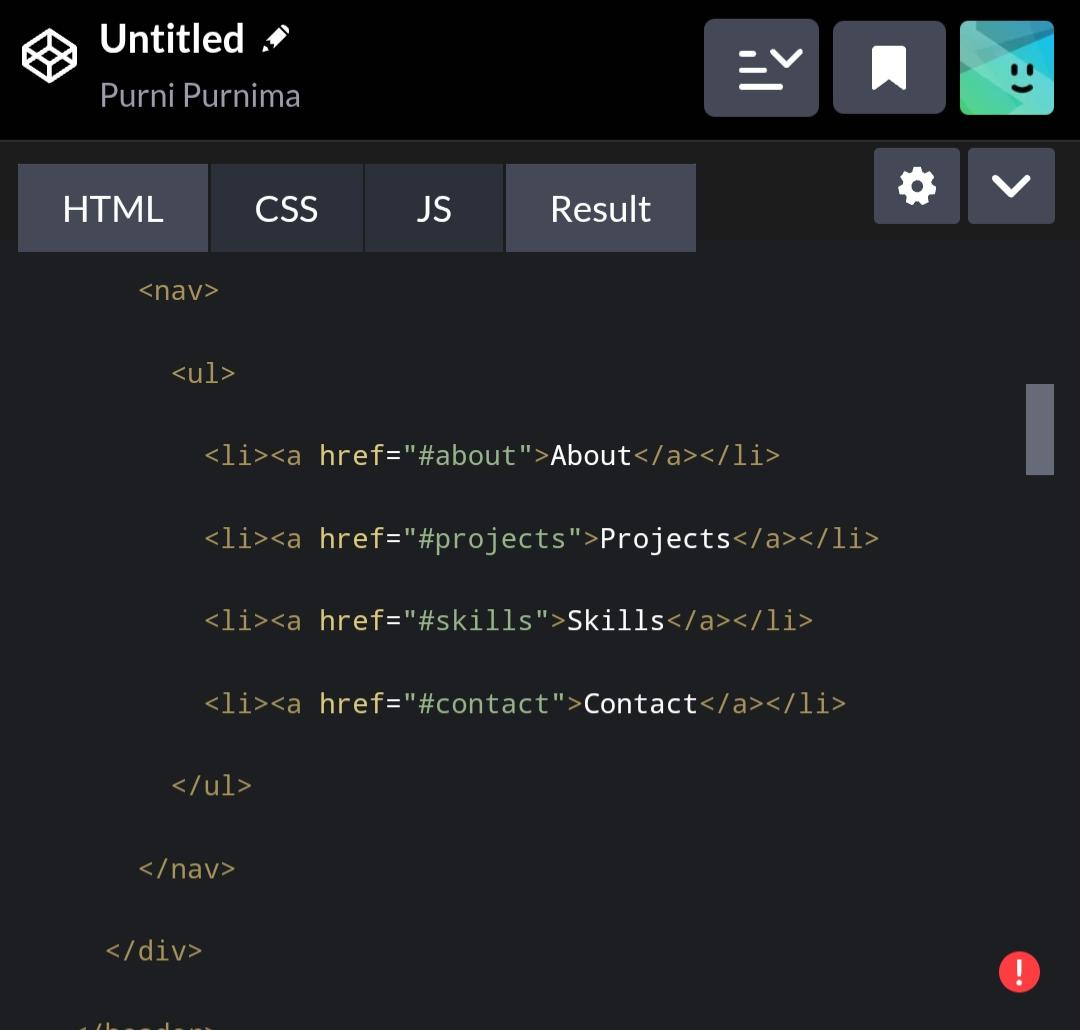 Untitled
Purni Purnima
HTML CSS JS Result
<nav>
<ul>
<li><a href="#about">About</a></li>
<li><a href="#projects">Projects</a></li>
<li><a href="#skills">Skills</a></li>
<li><a href="#contact">Contact</a></li>
</ul>
</nav>
</div>
</header>